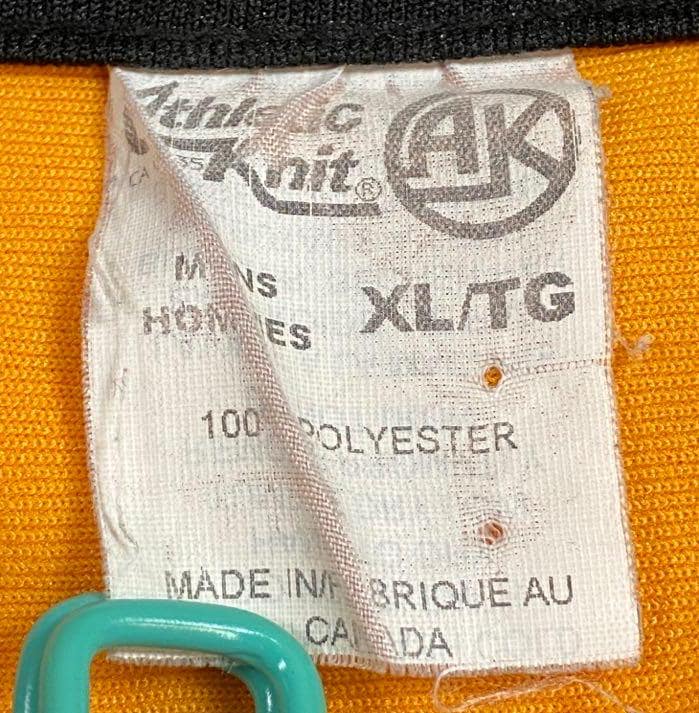 Athletic
Knit®
AK
MENS
HOMMES
XL/TG
100% POLYESTER
MADE IN/FABRIQUE AU
CANADA